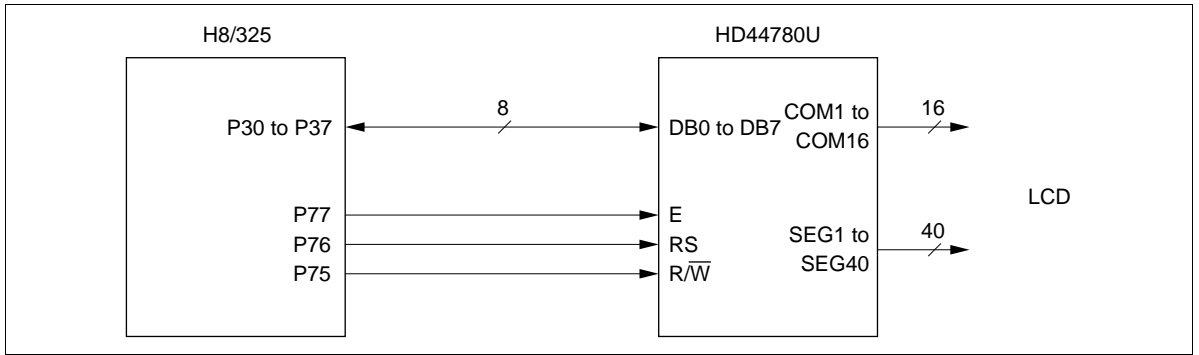 H8/325
HD44780U
P30 to P37
8
DB0 to DB7
COM1 to
COM16
16
P77
E
P76
RS
P75
R/W̅
SEG1 to
SEG40
40
LCD